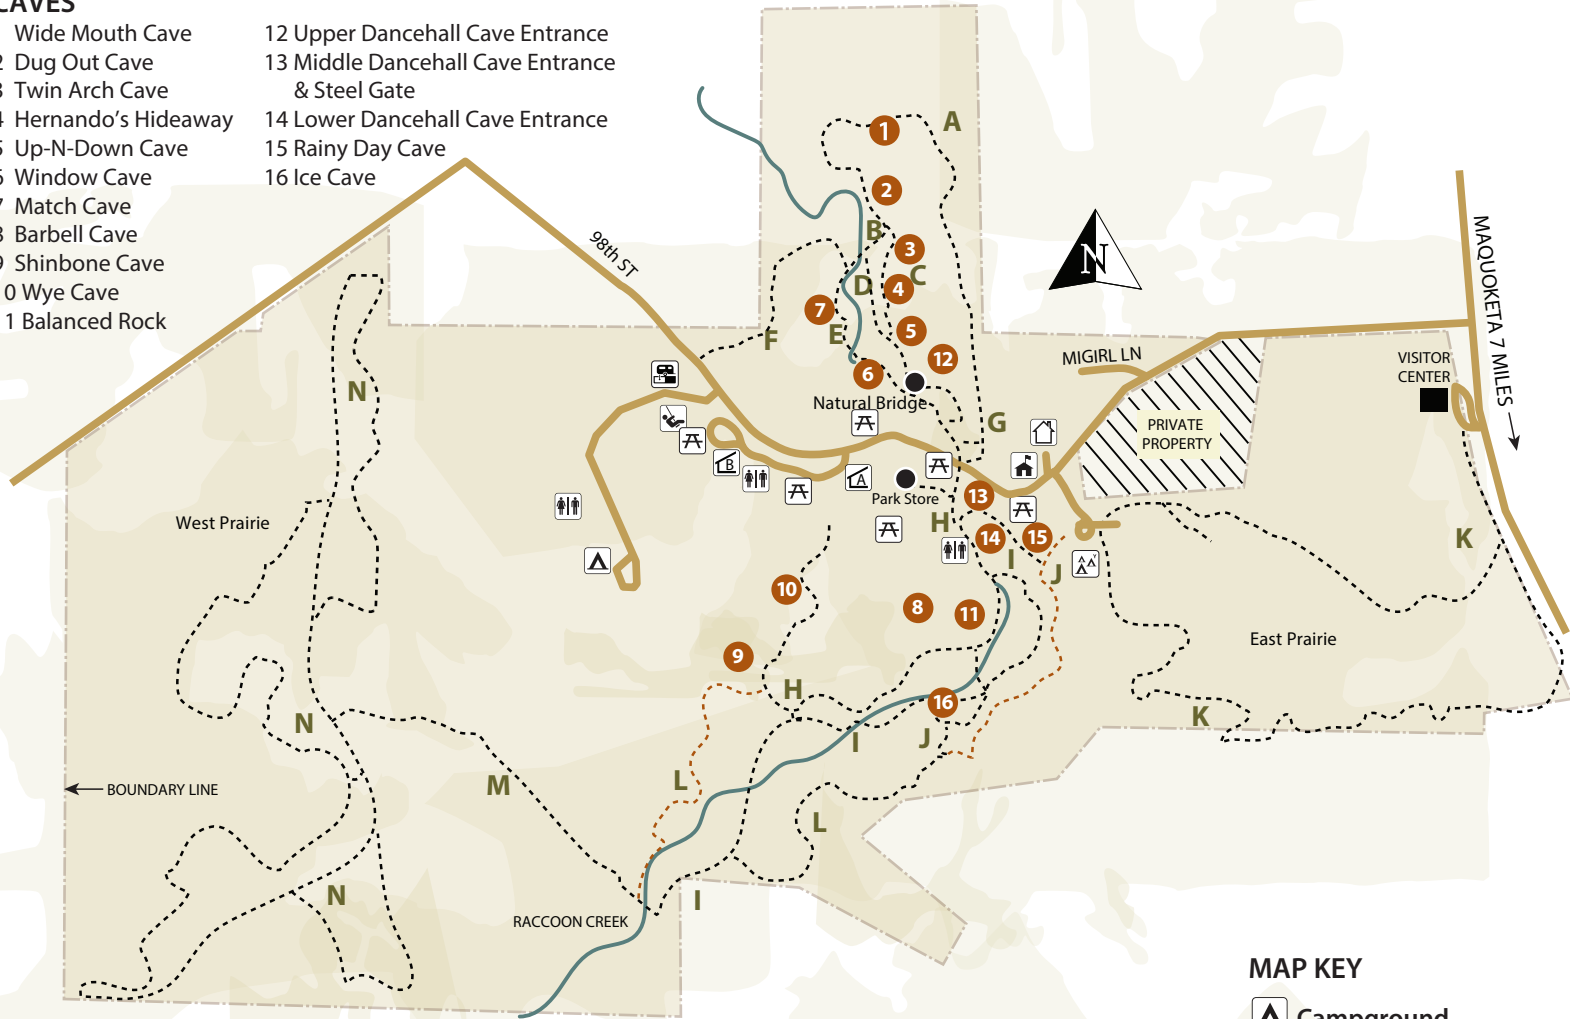 CAVES
Wide Mouth Cave
2 Dug Out Cave
3 Twin Arch Cave
4 Hernando's Hideaway
5 Up-N-Down Cave
6 Window Cave
7 Match Cave
8 Barbell Cave
9 Shinbone Cave
0 Wye Cave
1 Balanced Rock
12 Upper Dancehall Cave Entrance
13 Middle Dancehall Cave Entrance
& Steel Gate
14 Lower Dancehall Cave Entrance
15 Rainy Day Cave
16 Ice Cave
A
1
2
B
3
C
D
4
7
E
F
5
12
6
Natural Bridge
98th ST
N
MIGIRL LN
VISITOR
CENTER
MAQUOKETA 7 MILES
PRIVATE
PROPERTY
N
G
B
A
Park Store
13
H
14
15
I
J
K
West Prairie
10
8
11
9
East Prairie
H
16
K
N
I
J
M
L
L
BOUNDARY LINE
N
I
RACCOON CREEK
MAP KEY
Campground